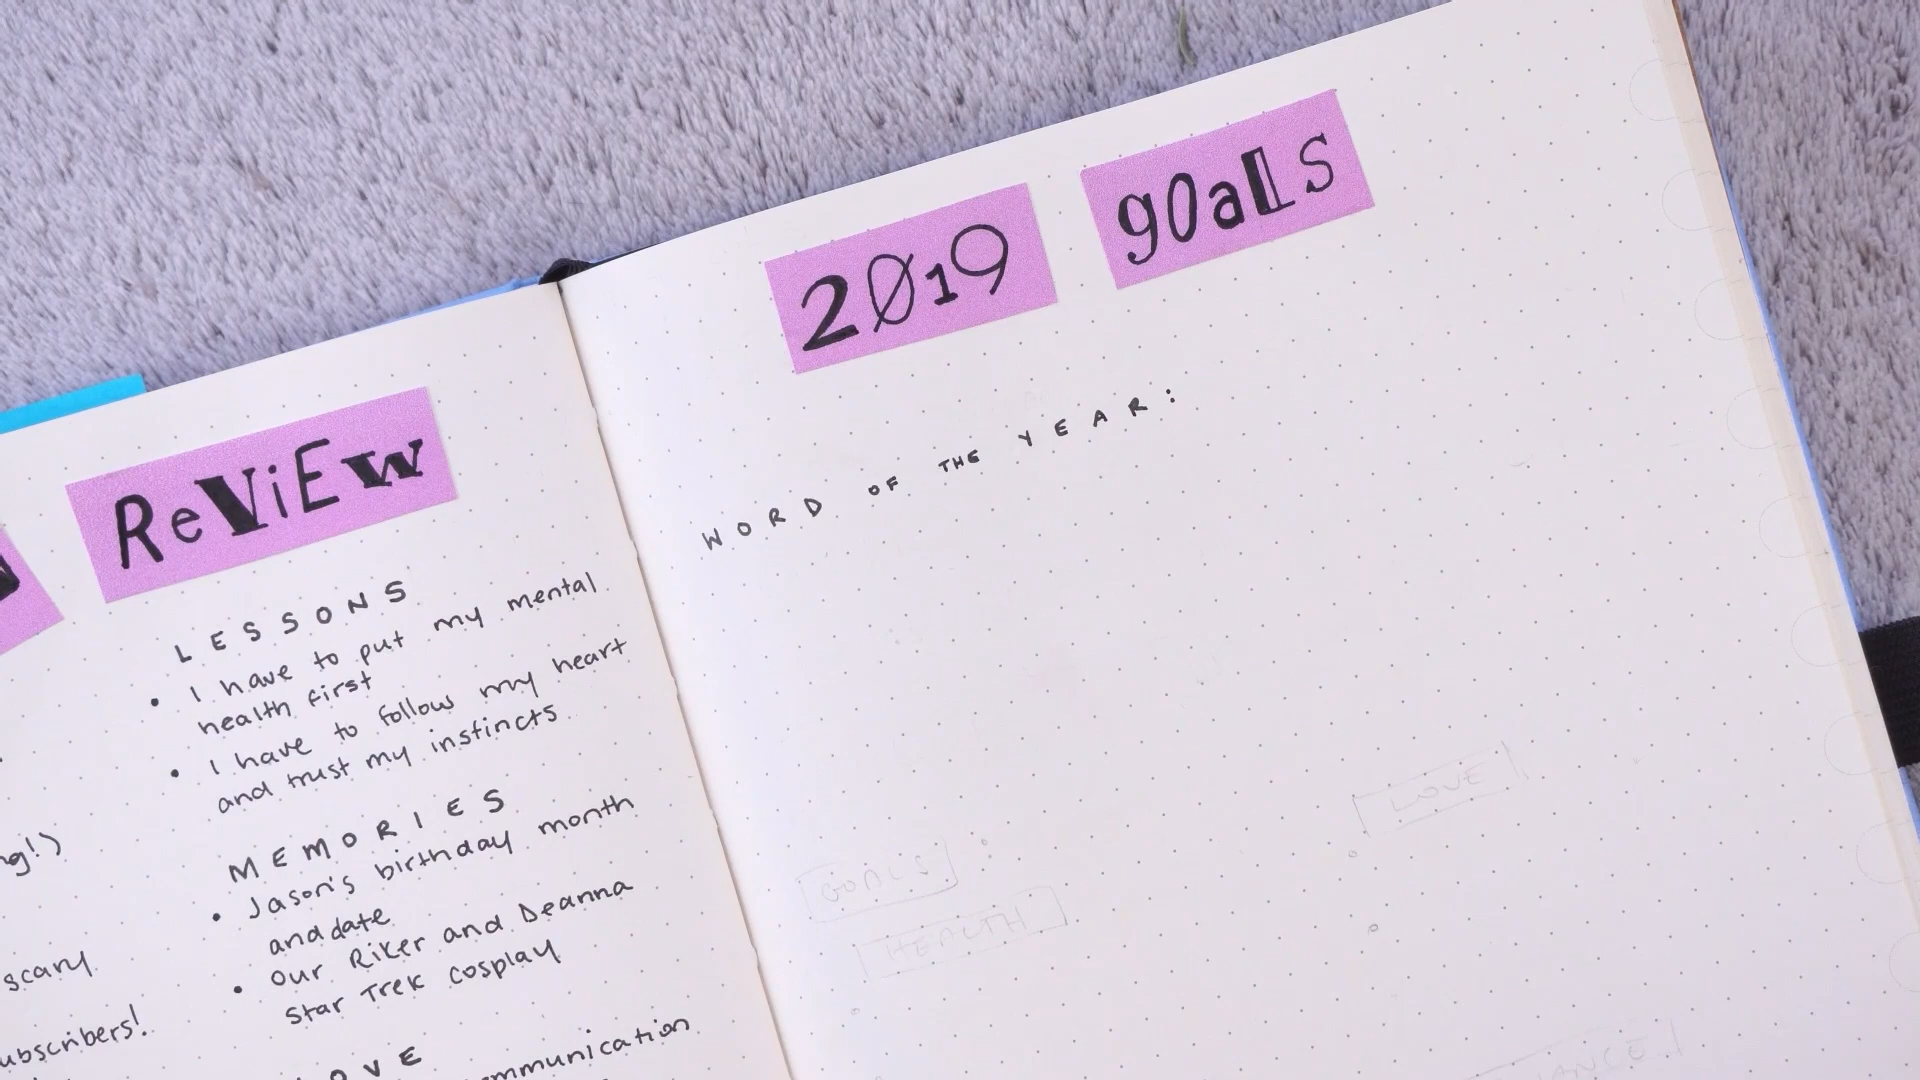 ReViEw
ng!)
scary
ubscribers!
LESSONS
• I have to put my mental
health first
• I have to follow my heart
and trust my instincts
MEMORIES
• Jason's birthday month
and date
• Our Riker and Deanna
Star Trek cosplay
OVE
mmunication
2019 gOals
WORD OF THE YEAR:
LOVE
GOALS
HEALTH